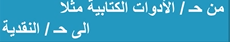 من حـ / الأدوات الكتابية مثلا
الى حـ / النقدية